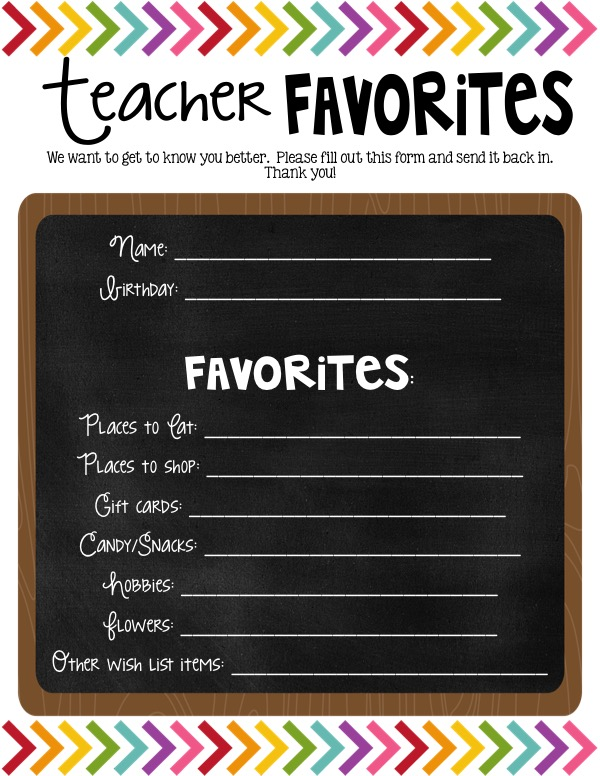 Teacher FAVORiTES
We want to get to know you better. Please fill out this form and send it back in.
Thank you!
Name:
Birthday:
FAVORiTES:
Places to Eat:
Places to shop:
Gift cards:
Candy/Snacks:
Hobbies:
Flowers:
Other wish list items: